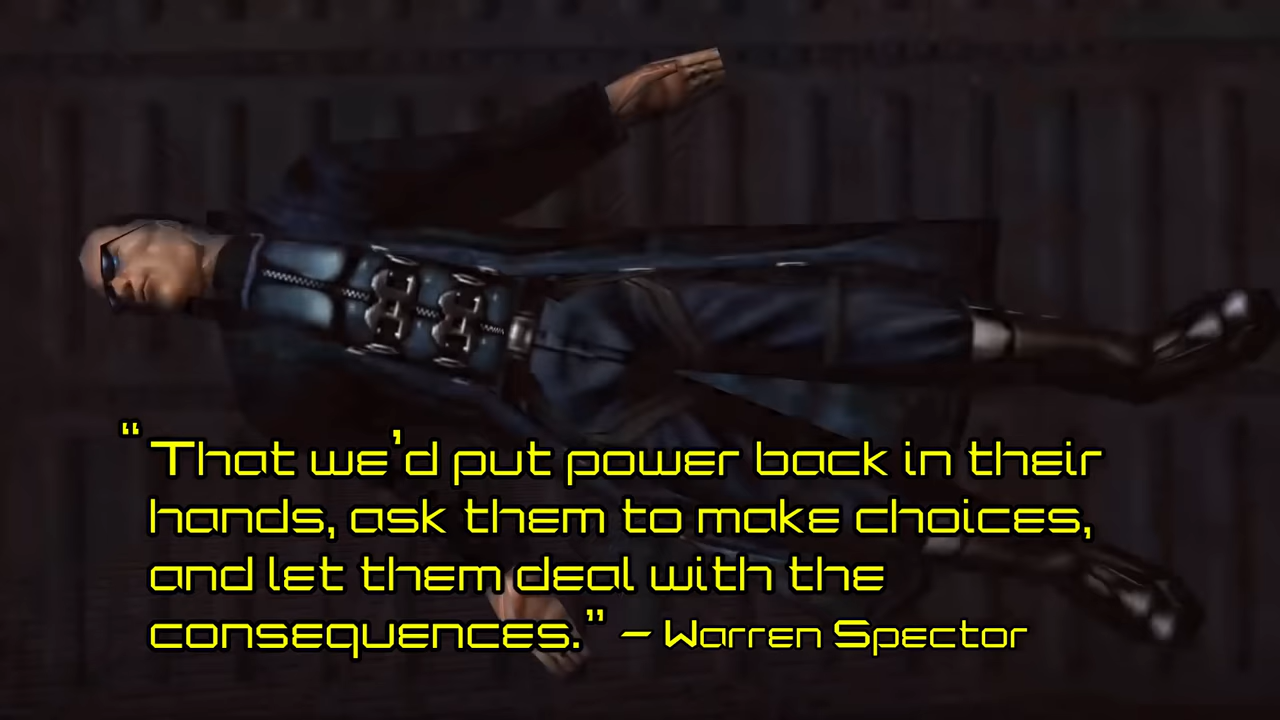 “That we’d put power back in their
hands, ask them to make choices,
and let them deal with the
consequences.” – Warren Spector